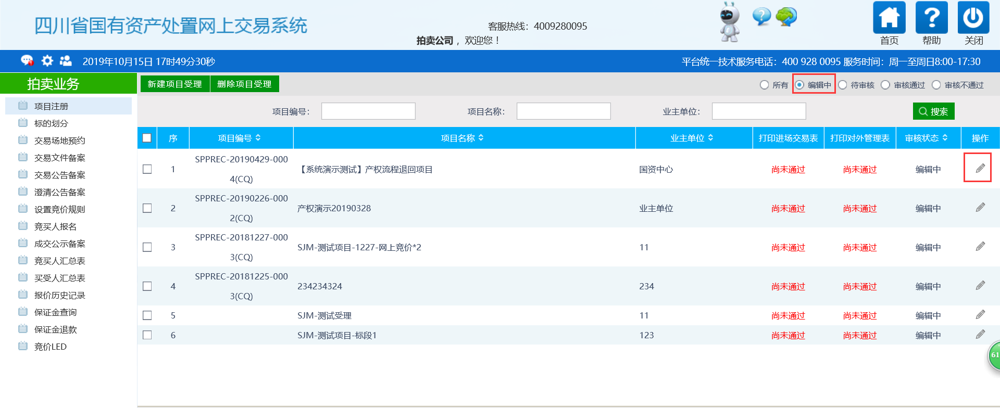 四川省国有资产处置网上交易系统
客服热线：4009280095
拍卖公司，欢迎您！
首页 帮助 关闭
2019年10月15日 17时49分30秒
平台统一技术服务电话：400 928 0095 服务时间：周一至周日8:00-17:30
拍卖业务
新建项目受理 删除项目受理
所有 编辑中 待审核 审核通过 审核不通过
项目编号： 项目名称： 业主单位： 搜索
项目注册
标的划分
交易场地预约
交易文件备案
交易公告备案
澄清公告备案
设置竞价规则
竞买人报名
成交公示备案
竞买人汇总表
买受人汇总表
报价历史记录
保证金查询
保证金退款
竞价LED
序 项目编号 项目名称 业主单位 打印进场交易表 打印对外管理表 审核状态 操作
SPPREC-20190429-000
1 4(CQ) 【系统演示测试】产权流程退回项目 国资中心 尚未通过 尚未通过 编辑中
SPPREC-20190226-000
2 2(CQ) 产权演示20190328 业主单位 尚未通过 尚未通过 编辑中
SPPREC-20181227-000
3 3(CQ) SJM-测试项目-1227-网上竞价*2 11 尚未通过 尚未通过 编辑中
SPPREC-20181225-000
4 3(CQ) 234234324 234 尚未通过 尚未通过 编辑中
5 SJM-测试受理 11 尚未通过 尚未通过 编辑中
6 SJM-测试项目-标段1 123 尚未通过 尚未通过 编辑中
61